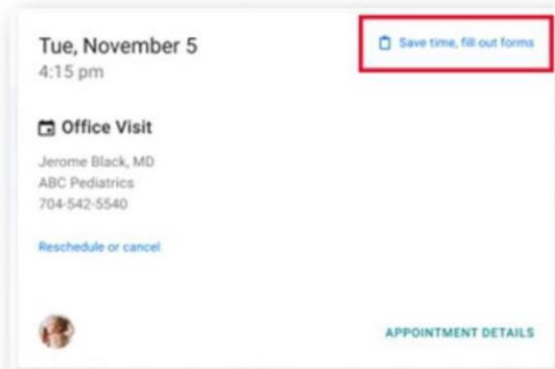 Tue, November 5
Save time, fill out forms
4:15 pm
Office Visit
Jerome Black, MD
ABC Pediatrics
704-542-5540
Reschedule or cancel
APPOINTMENT DETAILS